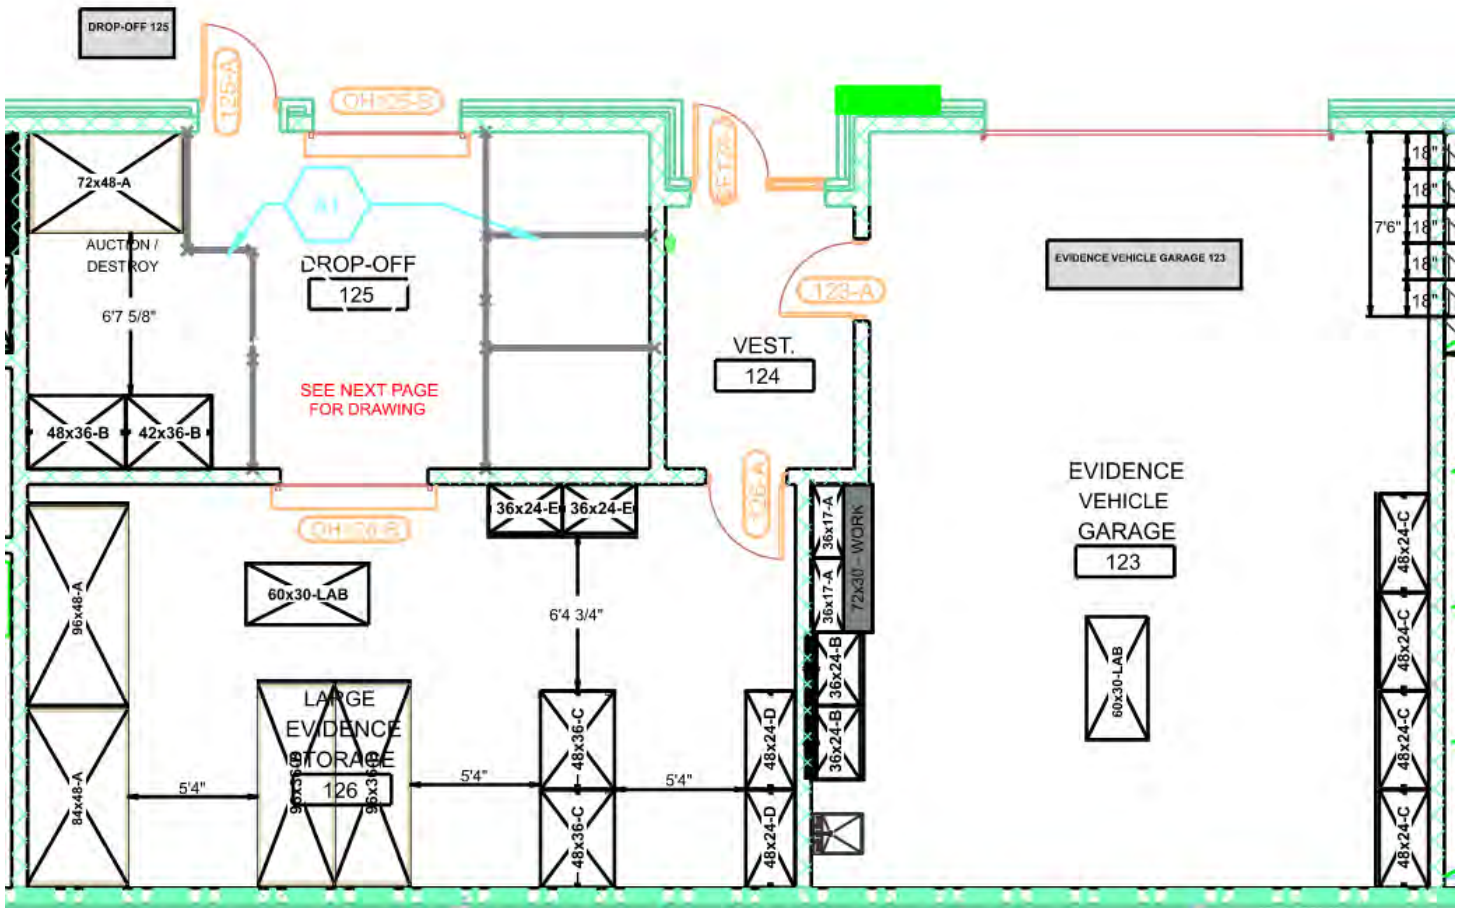 DROP-OFF 125
125-A
72x48-A
AUCTION /
DESTROY
6'7 5/8"
48x36-B
42x36-B
A1
DROP-OFF
125
SEE NEXT PAGE
FOR DRAWING
VEST.
124
123-A
126-A
EVIDENCE VEHICLE GARAGE 123
18"
18"
18"
18"
18"
7'6"
EVIDENCE
VEHICLE
GARAGE
123
96x48-A
84x48-A
60x30-LAB
36x24-E
36x24-E
6'4 3/4"
LARGE
EVIDENCE
STORAGE
126
96x36-B
96x36-B
5'4"
5'4"
5'4"
48x36-C
48x36-C
48x24-D
48x24-D
36x17-A
36x17-A
72x30 - WORK
36x24-B
36x24-B
60x30-LAB
48x24-C
48x24-C
48x24-C
48x24-C